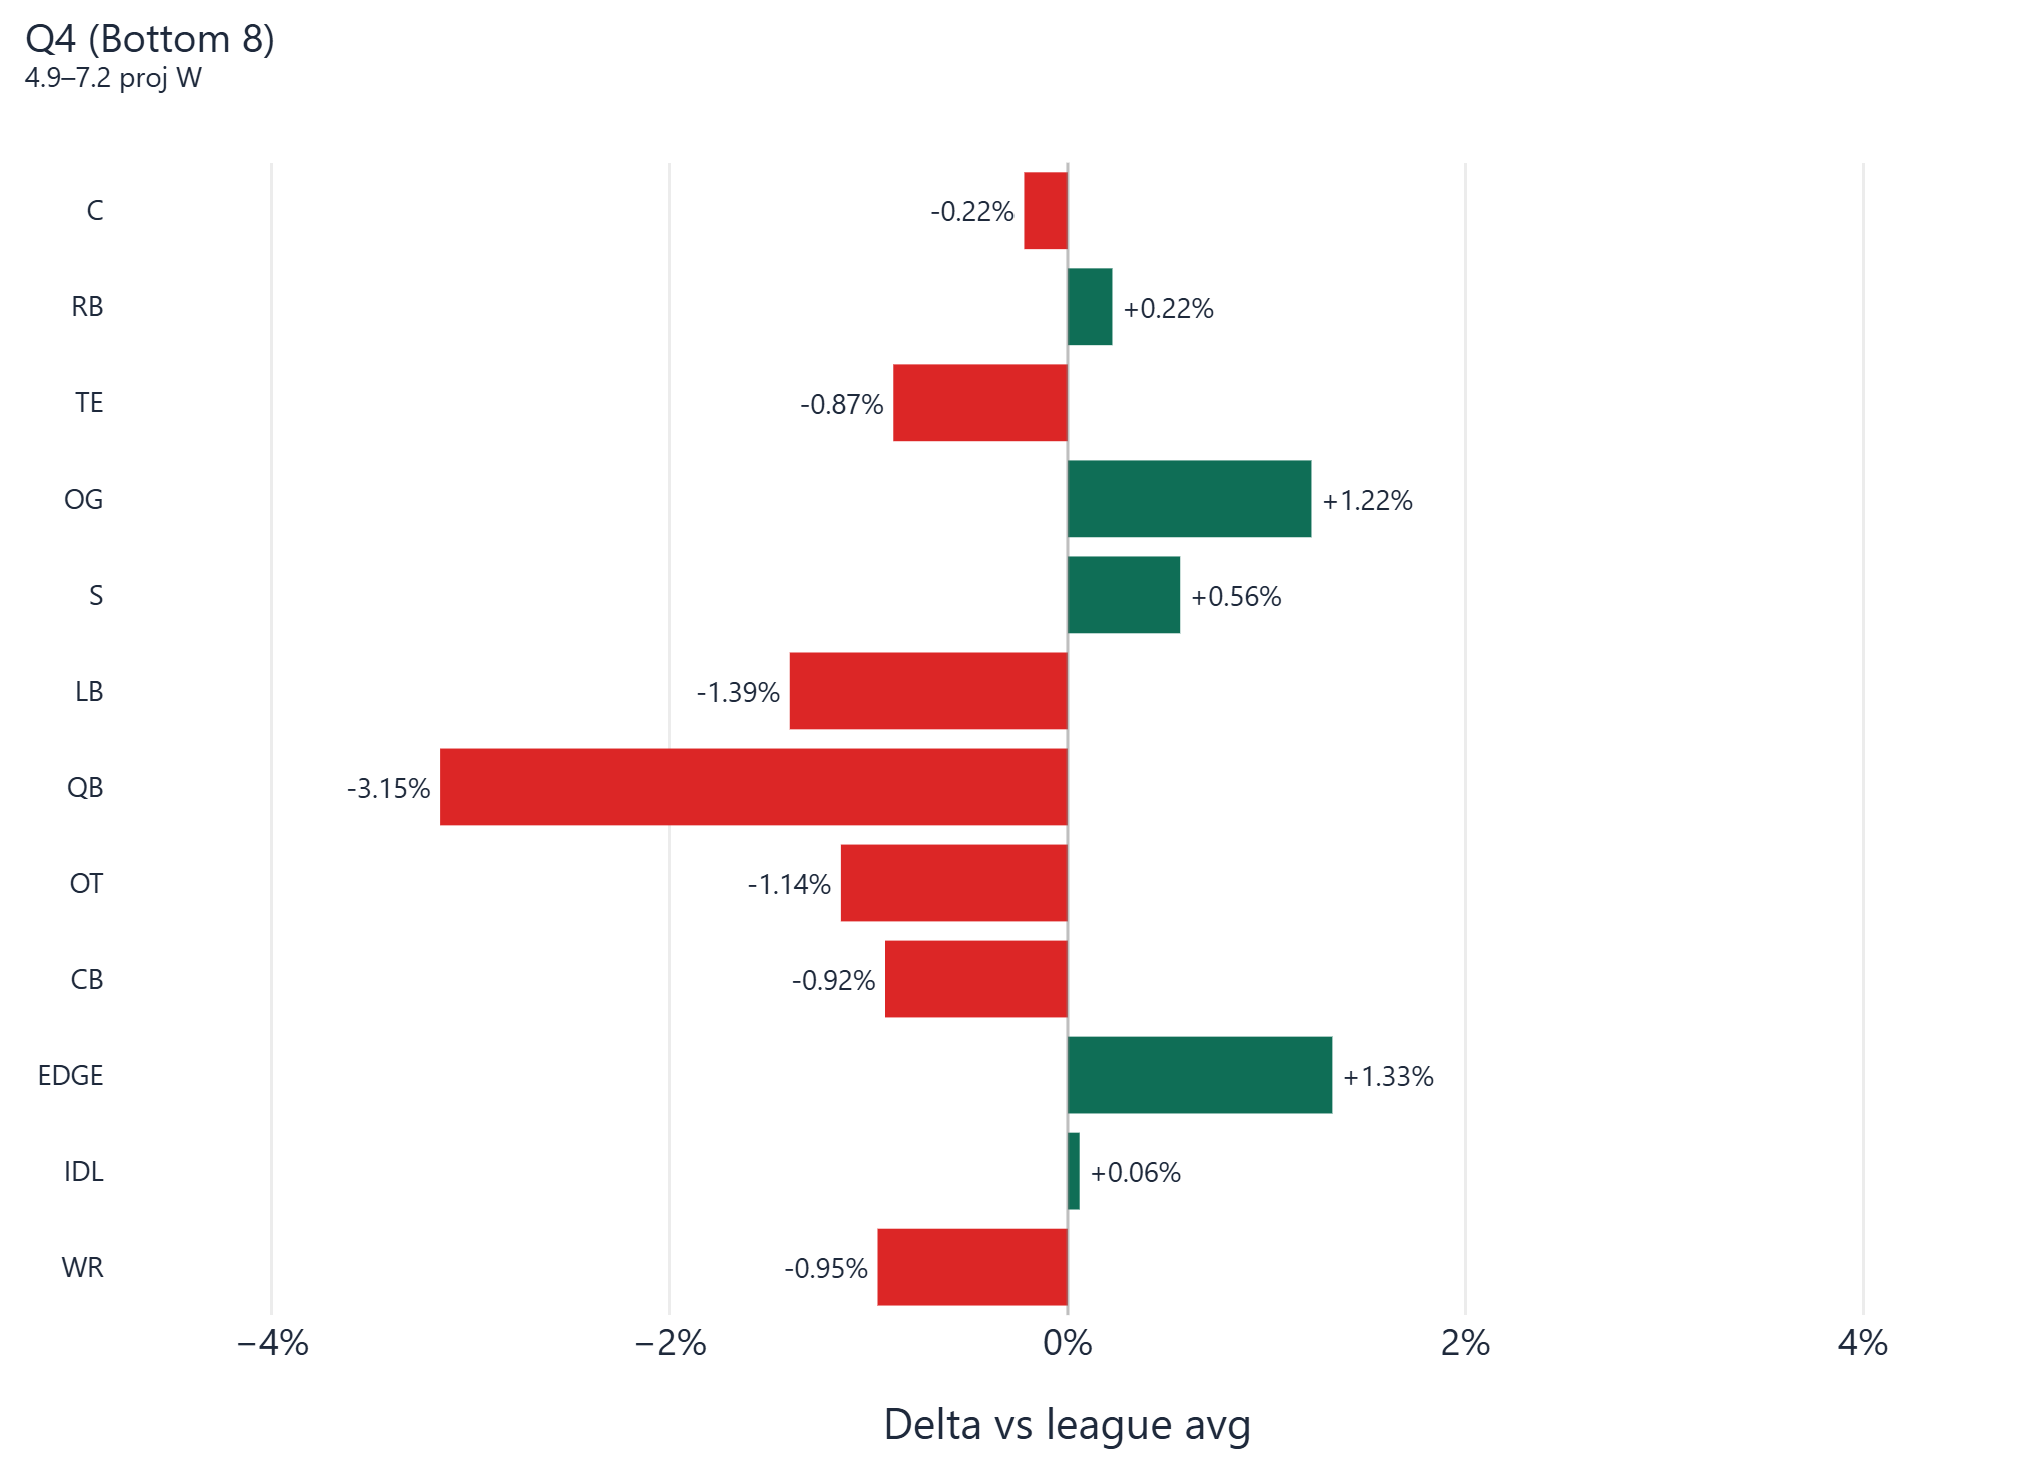 Q4 (Bottom 8)
4.9–7.2 proj W
C
-0.22%
RB
+0.22%
TE
-0.87%
OG
+1.22%
S
+0.56%
LB
-1.39%
QB
-3.15%
OT
-1.14%
CB
-0.92%
EDGE
+1.33%
IDL
+0.06%
WR
-0.95%
−4% −2% 0% 2% 4%
Delta vs league avg